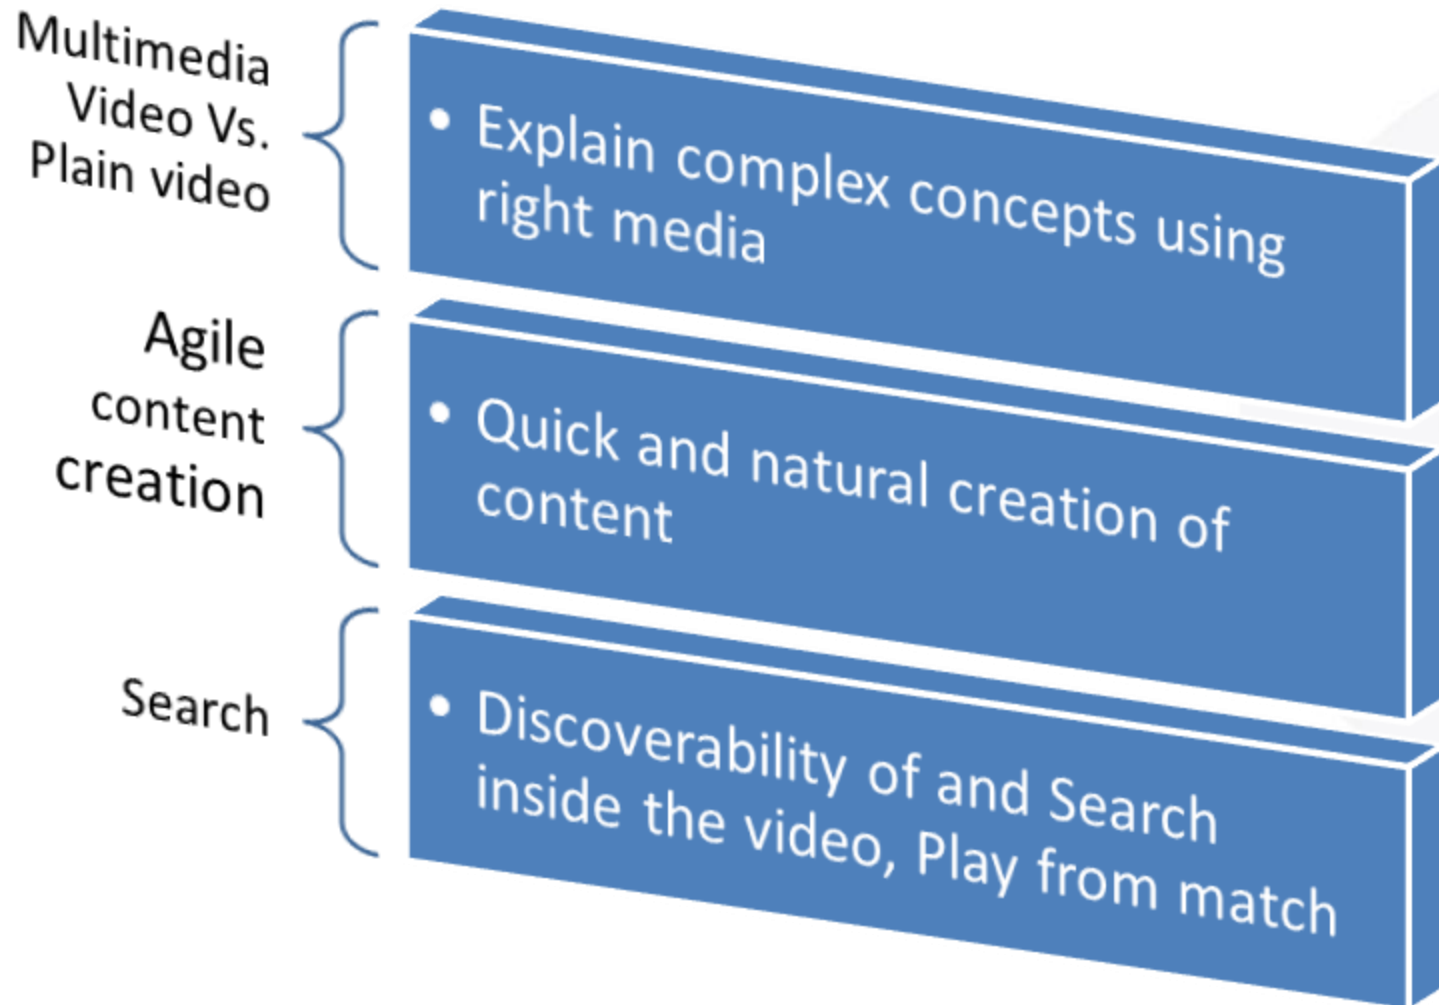 Multimedia
Video Vs.
Plain video
• Explain complex concepts using
right media
Agile
content
creation
• Quick and natural creation of
content
Search
• Discoverability of and Search
inside the video, Play from match